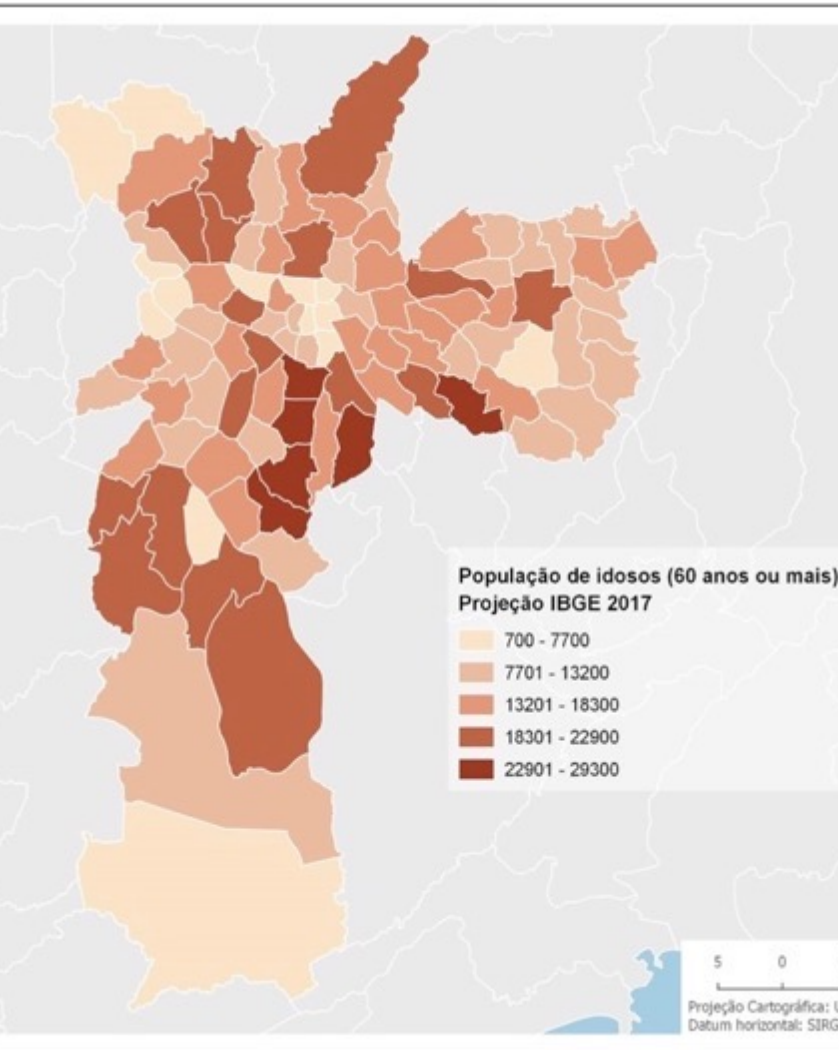 População de idosos (60 anos ou mais)
Projeção IBGE 2017
700 - 7700
7701 - 13200
13201 - 18300
18301 - 22900
22901 - 29300
5 0
Projeção Cartográfica: U
Datum horizontal: SIRG